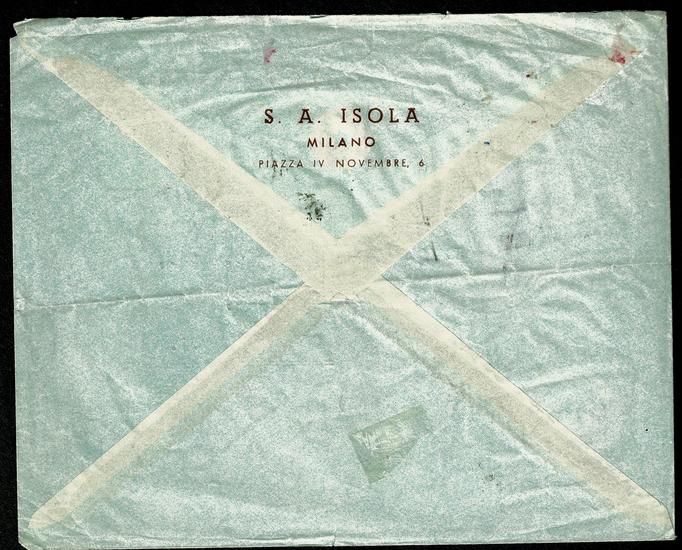 S. A. ISOLA
MILANO
PIAZZA IV NOVEMBRE, 6